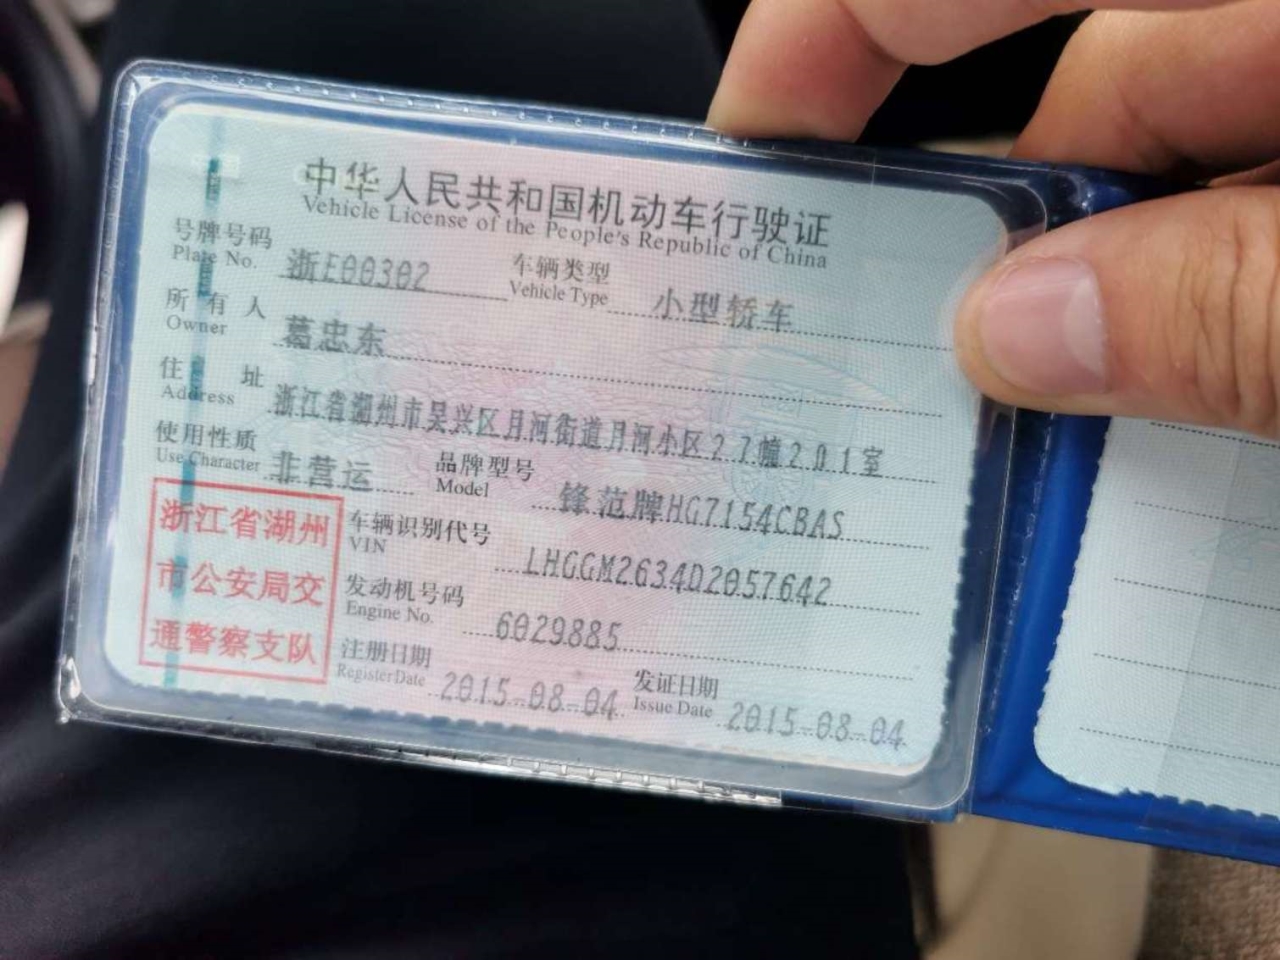 中华人民共和国机动车行驶证
Vehicle License of the People's Republic of China
号牌号码 浙E00302 车辆类型 小型轿车
Plate No. Vehicle Type
所有人 葛忠东
Owner
住址 浙江省湖州市吴兴区月河街道月河小区27幢201室
Address
使用性质 非营运 品牌型号 锋范牌HG7154CBAS
Use Character Model
浙江省湖州
市公安局交
通警察支队
车辆识别代号 LHGGM2634D2057642
VIN
发动机号码 6029885
Engine No.
注册日期 2015-08-04 发证日期 2015-08-04
Register Date Issue Date